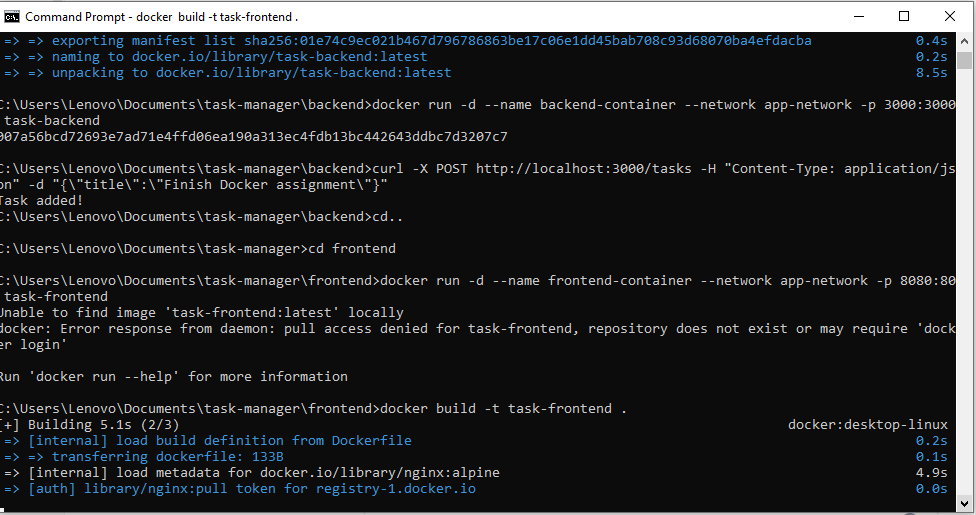 Command Prompt - docker build -t task-frontend .
=> => exporting manifest list sha256:01e74c9ec021b467d796786863be17c06e1dd45bab708c93d68070ba4efdacba 0.4s
=> => naming to docker.io/library/task-backend:latest 0.2s
=> => unpacking to docker.io/library/task-backend:latest 8.5s
C:\Users\Lenovo\Documents\task-manager\backend>docker run -d --name backend-container --network app-network -p 3000:3000
task-backend
007a56bcd72693e7ad71e4ffd06ea190a313ec4fdb13bc442643ddbc7d3207c7
C:\Users\Lenovo\Documents\task-manager\backend>curl -X POST http://localhost:3000/tasks -H "Content-Type: application/js
on" -d "{\"title\":\"Finish Docker assignment\"}"
Task added!
C:\Users\Lenovo\Documents\task-manager\backend>cd..
C:\Users\Lenovo\Documents\task-manager>cd frontend
C:\Users\Lenovo\Documents\task-manager\frontend>docker run -d --name frontend-container --network app-network -p 8080:80
task-frontend
Unable to find image 'task-frontend:latest' locally
docker: Error response from daemon: pull access denied for task-frontend, repository does not exist or may require 'dock
er login'
Run 'docker run --help' for more information
C:\Users\Lenovo\Documents\task-manager\frontend>docker build -t task-frontend .
[+] Building 5.1s (2/3) docker:desktop-linux
=> [internal] load build definition from Dockerfile 0.2s
=> => transferring dockerfile: 133B 0.1s
=> [internal] load metadata for docker.io/library/nginx:alpine 4.9s
=> [auth] library/nginx:pull token for registry-1.docker.io 0.0s